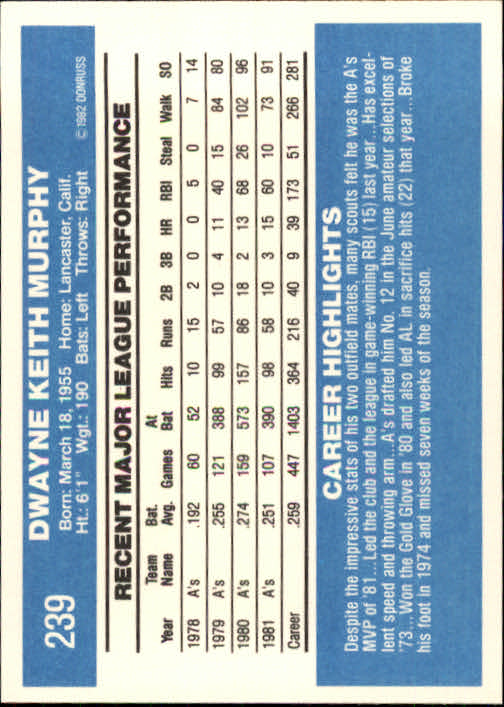 239
DWAYNE KEITH MURPHY
Born: March 18, 1955 Home: Lancaster, Calif.
Ht.: 6'1" Wgt.: 190 Bats: Left Throws: Right
©1982 DONRUSS
RECENT MAJOR LEAGUE PERFORMANCE
Year Team Name Bat. Avg. Games At Bat Hits Runs 2B 3B HR RBI Steal Walk SO
1978 A's .192 60 52 10 15 2 0 0 5 0 7 14
1979 A's .255 121 388 99 57 10 4 11 40 15 84 80
1980 A's .274 159 573 157 86 18 2 13 68 26 102 96
1981 A's .251 107 390 98 58 10 3 15 60 10 73 91
Career .259 447 1403 364 216 40 9 39 173 51 266 281
CAREER HIGHLIGHTS
Despite the impressive stats of his two outfield mates, many scouts felt he was the A's
MVP of '81...Led the club and the league in game-winning RBI (15) last year...Has excel-
lent speed and throwing arm...A's drafted him No. 12 in the June amateur selections of
'73...Won the Gold Glove in '80 and also led AL in sacrifice hits (22) that year...Broke
his foot in 1974 and missed seven weeks of the season.